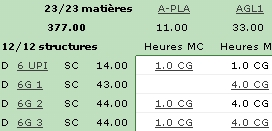 23/23 matières A-PLA AGL1
377.00 11.00 33.00
12/12 structures Heures MC Heures M
D 6 UPI SC 14.00 1.0 CG 1.0 CG
D 6G 1 SC 43.00 4.0 CG
D 6G 2 SC 44.00 1.0 CG 4.0 CG
D 6G 3 SC 44.00 1.0 CG 4.0 CG